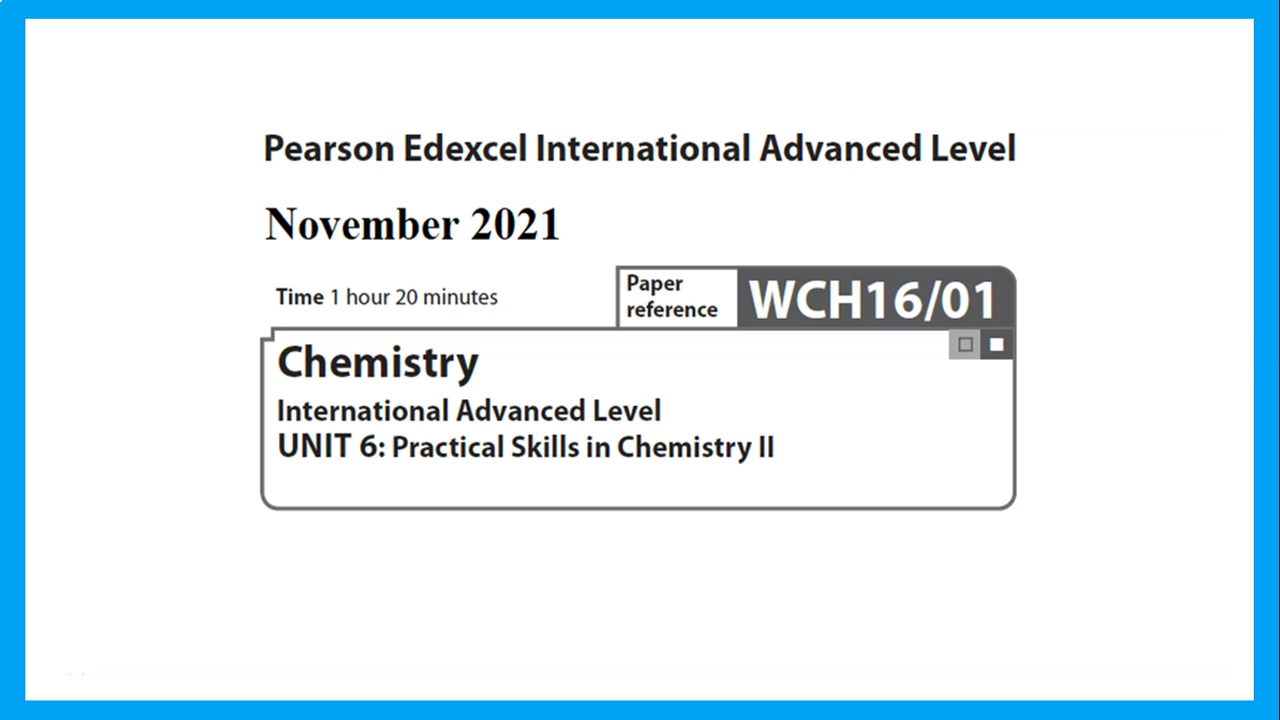 Pearson Edexcel International Advanced Level
November 2021
Time 1 hour 20 minutes
Paper
reference
WCH16/01
Chemistry
International Advanced Level
UNIT 6: Practical Skills in Chemistry II